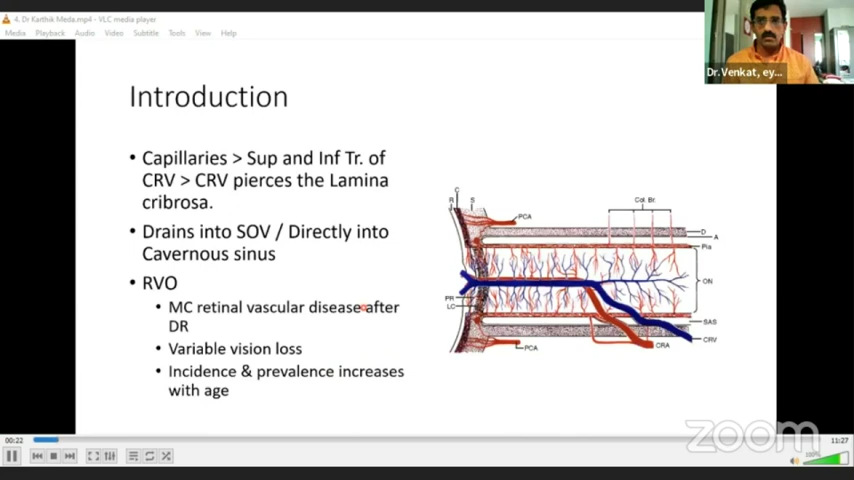 4. Dr Karthik Meda.mp4 - VLC media player
Media Playback Audio Video Subtitle Tools View Help
Dr.Venkat, ey...
Introduction
• Capillaries > Sup and Inf Tr. of
CRV > CRV pierces the Lamina
cribrosa.
• Drains into SOV / Directly into
Cavernous sinus
• RVO
• MC retinal vascular disease after
DR
• Variable vision loss
• Incidence & prevalence increases
with age
C
R S
PCA
Col. Br.
D
A
Pia
ON
PR
LC
SAS
CRV
PCA
CRA
00:22
11:27
zoom
100%